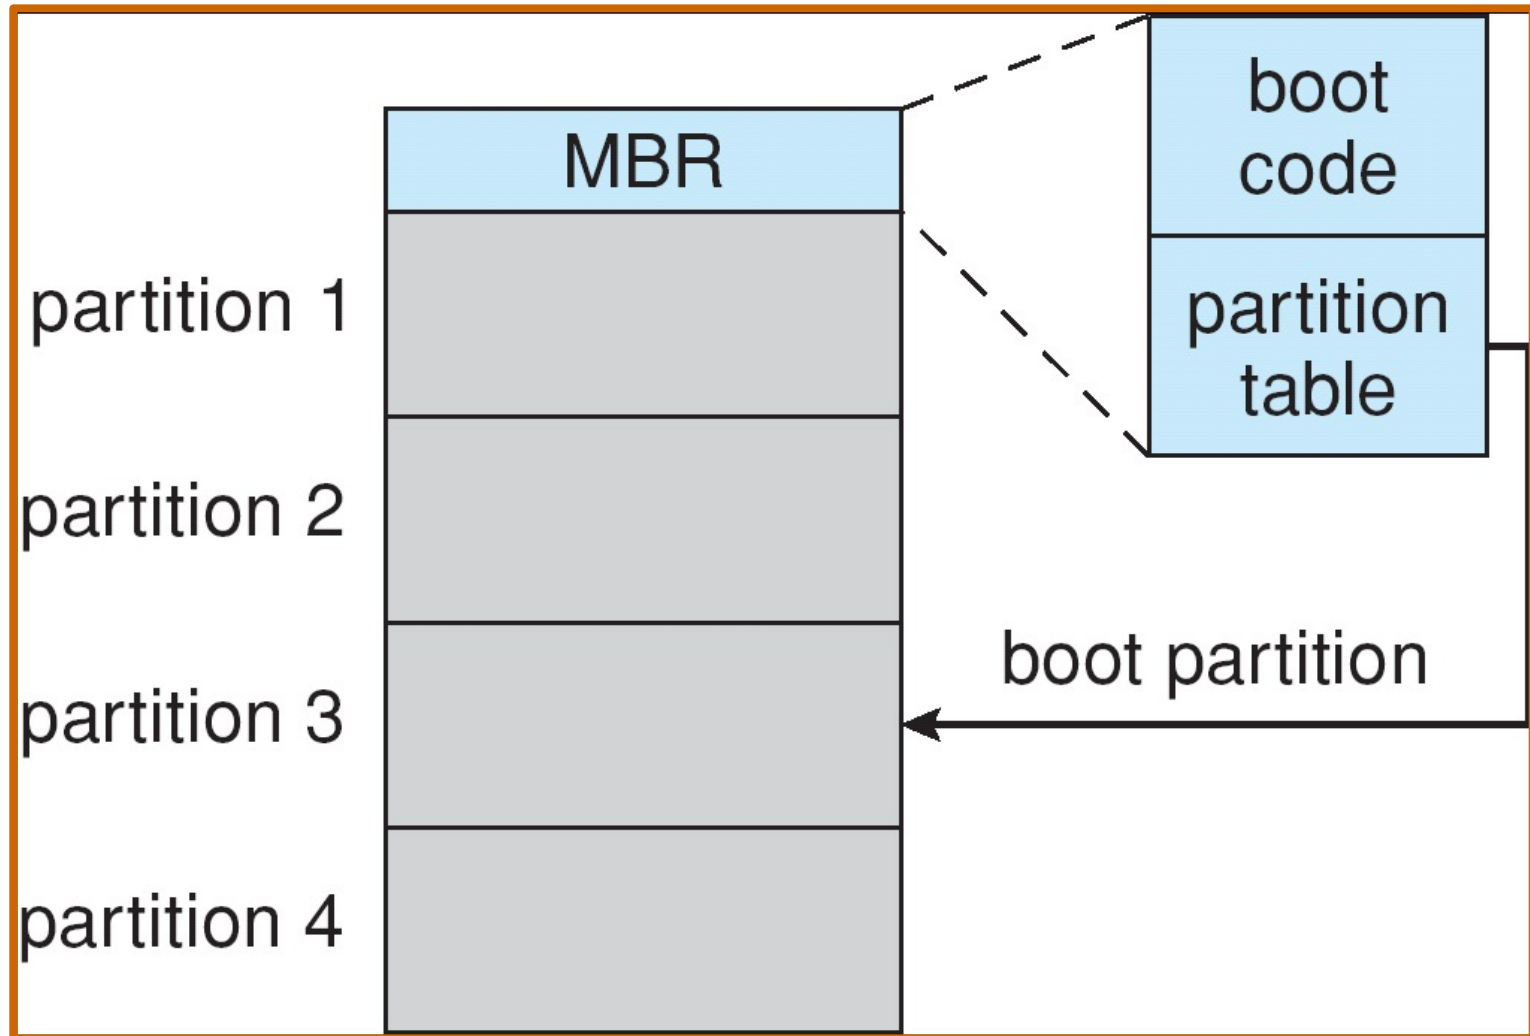 boot
code
MBR
partition
table
partition 1
partition 2
boot partition
partition 3
partition 4